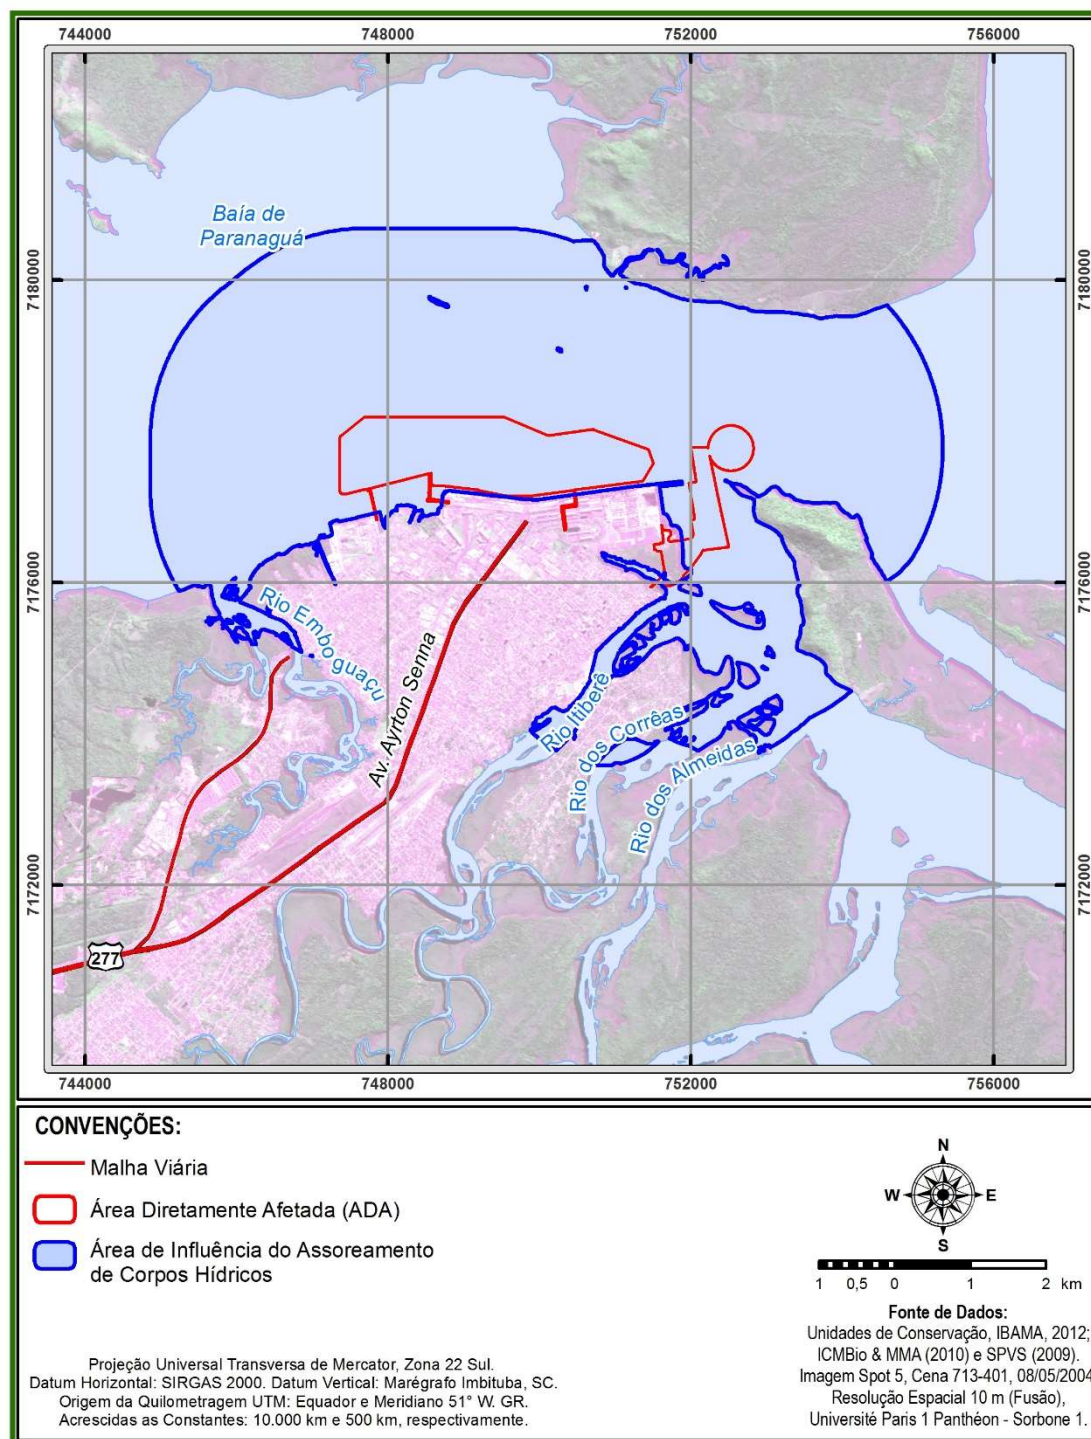 744000 748000 752000 756000
Baía de
Paranaguá
7180000 7180000
7176000 7176000
Rio Emboguaçu
Av. Ayrton Senna
Rio Itiberê
Rio dos Corrêas
Rio dos Almeidas
7172000 7172000
277
744000 748000 752000 756000
CONVENÇÕES:
Malha Viária
Área Diretamente Afetada (ADA)
Área de Influência do Assoreamento
de Corpos Hídricos
N
W E
S
1 0,5 0 1 2 km
Fonte de Dados:
Unidades de Conservação, IBAMA, 2012;
ICMBio & MMA (2010) e SPVS (2009).
Imagem Spot 5, Cena 713-401, 08/05/2004
Resolução Espacial 10 m (Fusão),
Université Paris 1 Panthéon - Sorbone 1.
Projeção Universal Transversa de Mercator, Zona 22 Sul.
Datum Horizontal: SIRGAS 2000. Datum Vertical: Marégrafo Imbituba, SC.
Origem da Quilometragem UTM: Equador e Meridiano 51° W. GR.
Acrescidas as Constantes: 10.000 km e 500 km, respectivamente.